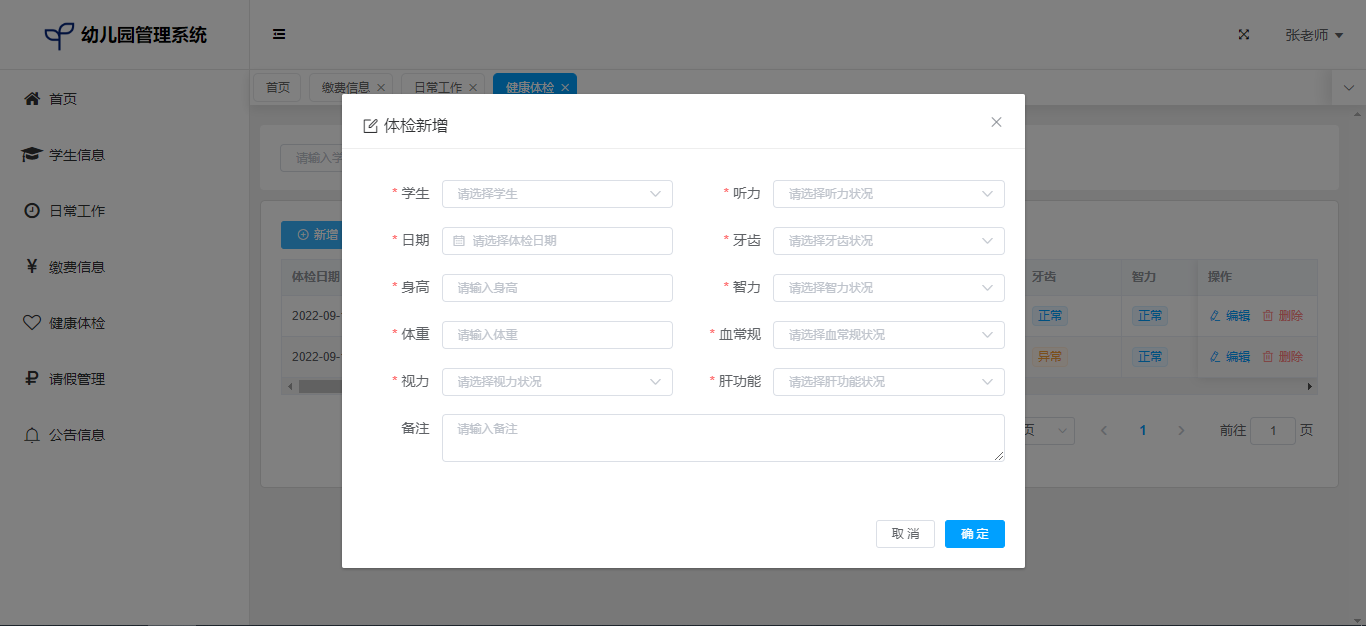 幼儿园管理系统
张老师
首页
学生信息
日常工作
缴费信息
健康体检
请假管理
公告信息
首页 缴费信息 日常工作 健康体检
请输入学
新增
体检日期 牙齿 智力 操作
2022-09- 正常 正常 编辑 删除
2022-09- 异常 正常 编辑 删除
页 1 前往 1 页
体检新增
* 学生 请选择学生 * 听力 请选择听力状况
* 日期 请选择体检日期 * 牙齿 请选择牙齿状况
* 身高 请输入身高 * 智力 请选择智力状况
* 体重 请输入体重 * 血常规 请选择血常规状况
* 视力 请选择视力状况 * 肝功能 请选择肝功能状况
备注 请输入备注
取消 确定